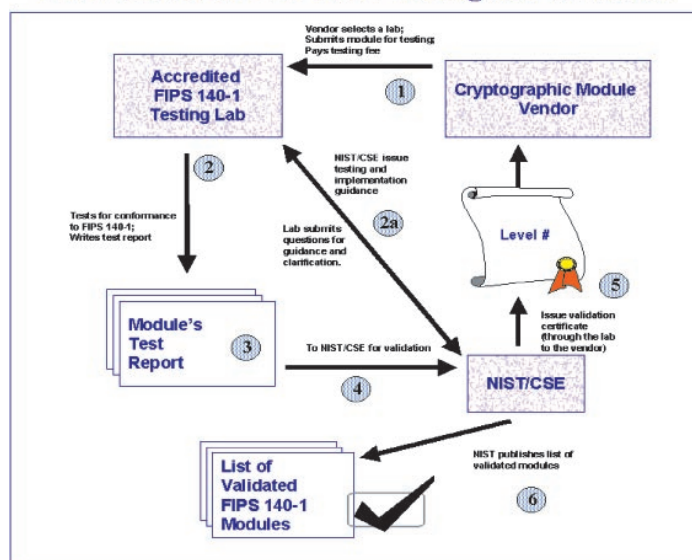 Vendor selects a lab;
Submits module for testing;
Pays testing fee
Accredited
FIPS 140-1
Testing Lab
1
Cryptographic Module
Vendor
2
NIST/CSE issue
testing and
implementation
guidance
Tests for conformance
to FIPS 140-1;
Writes test report
2a
Lab submits
questions for
guidance and
clarification.
Level #
5
Issue validation
certificate
(through the lab
to the vendor)
Module's
Test
Report
3
To NIST/CSE for validation
4
NIST/CSE
List of
Validated
FIPS 140-1
Modules
NIST publishes list of
validated modules
6